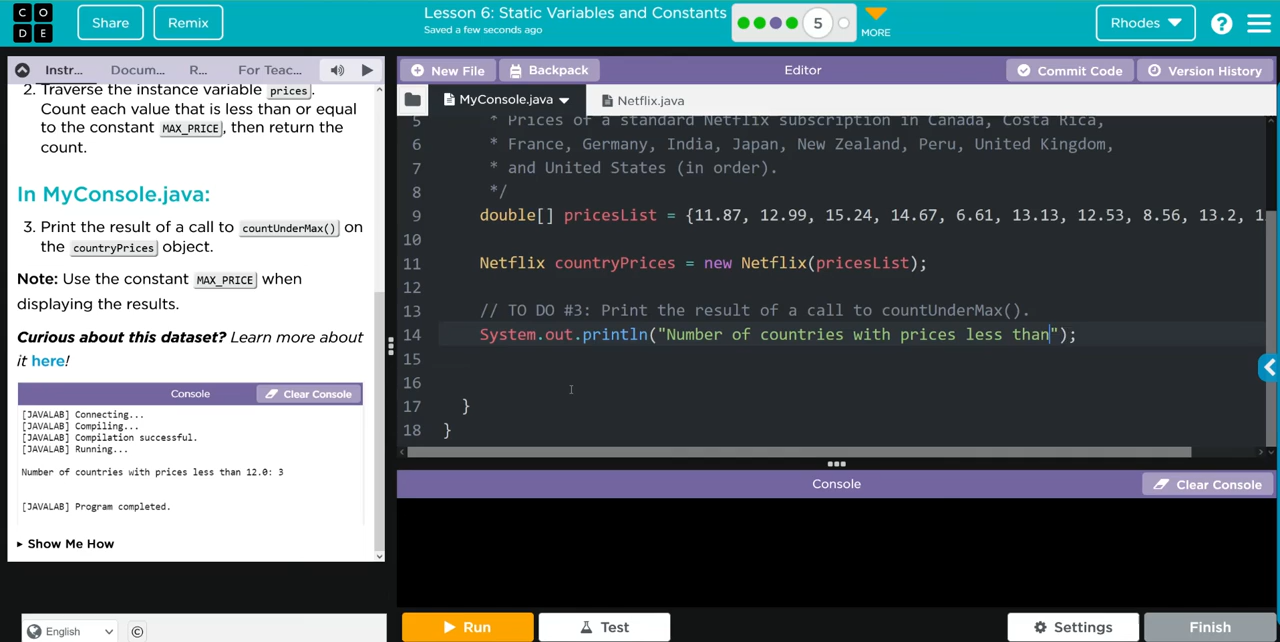 CODE
Share
Remix
Lesson 6: Static Variables and Constants
Saved a few seconds ago
5
MORE
Rhodes
?
Instr...
Docum...
R...
For Teac...
New File
Backpack
Editor
Commit Code
Version History
2. Traverse the instance variable prices.
Count each value that is less than or equal
to the constant MAX_PRICE, then return the
count.
In MyConsole.java:
3. Print the result of a call to countUnderMax() on
the countryPrices object.
Note: Use the constant MAX_PRICE when
displaying the results.
Curious about this dataset? Learn more about
it here!
Console
Clear Console
[JAVALAB] Connecting...
[JAVALAB] Compiling...
[JAVALAB] Compilation successful.
[JAVALAB] Running...
Number of countries with prices less than 12.0: 3
[JAVALAB] Program completed.
Show Me How
English
©
MyConsole.java
Netflix.java
5 * Prices of a standard Netflix subscription in Canada, Costa Rica,
6 * France, Germany, India, Japan, New Zealand, Peru, United Kingdom,
7 * and United States (in order).
8 */
9 double[] pricesList = {11.87, 12.99, 15.24, 14.67, 6.61, 13.13, 12.53, 8.56, 13.2, 1
10
11 Netflix countryPrices = new Netflix(pricesList);
12
13 // TO DO #3: Print the result of a call to countUnderMax().
14 System.out.println("Number of countries with prices less than");
15
16
17 }
18 }
Console
Clear Console
Run
Test
Settings
Finish